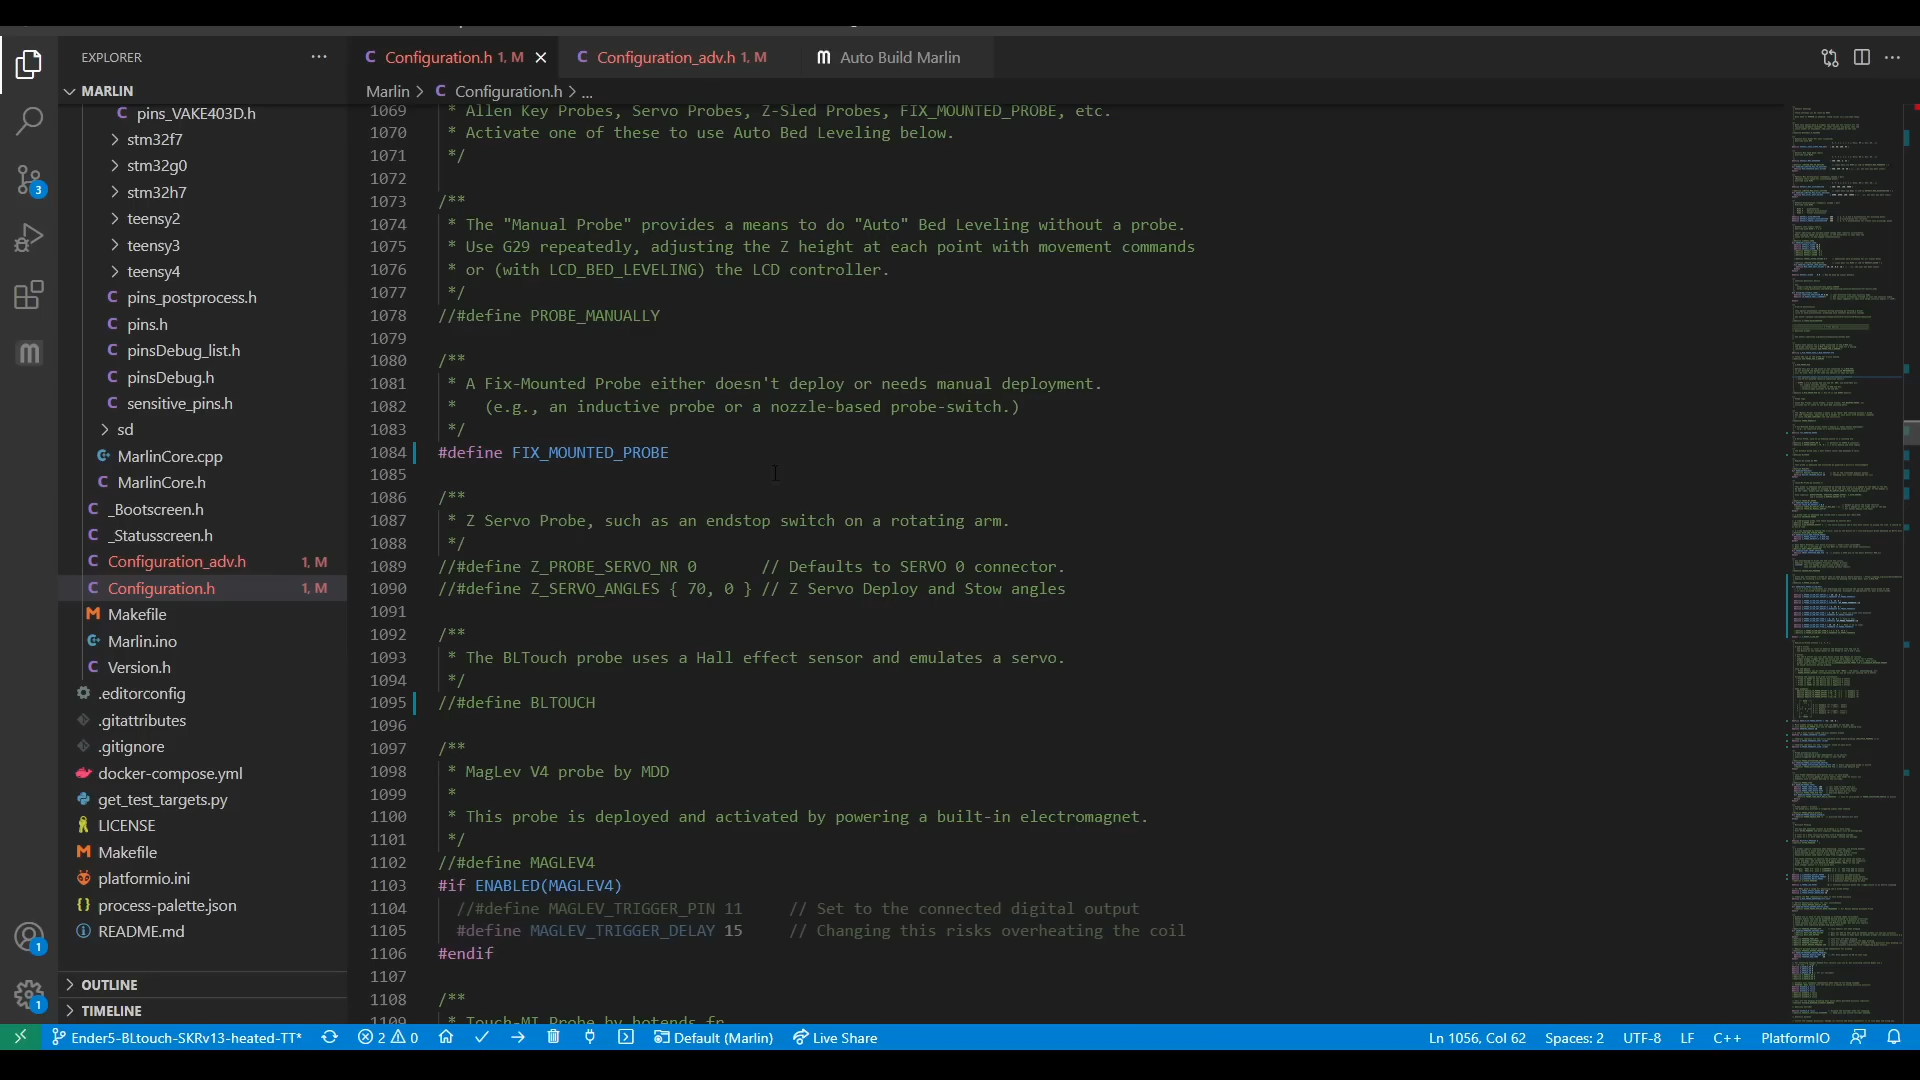 EXPLORER
MARLIN
pins_VAKE403D.h
stm32f7
stm32g0
stm32h7
teensy2
teensy3
teensy4
C pins_postprocess.h
C pins.h
C pinsDebug_list.h
C pinsDebug.h
C sensitive_pins.h
sd
MarlinCore.cpp
C MarlinCore.h
C _Bootscreen.h
C _Statusscreen.h
C Configuration_adv.h 1, M
C Configuration.h 1, M
M Makefile
Marlin.ino
C Version.h
.editorconfig
.gitattributes
.gitignore
docker-compose.yml
get_test_targets.py
LICENSE
M Makefile
platformio.ini
process-palette.json
README.md
OUTLINE
TIMELINE
3
1
1
C Configuration.h 1, M
C Configuration_adv.h 1, M
Auto Build Marlin
Marlin > C Configuration.h > ...
1069 * Allen Key Probes, Servo Probes, Z-Sled Probes, FIX_MOUNTED_PROBE, etc.
1070 * Activate one of these to use Auto Bed Leveling below.
1071 */
1072
1073 /**
1074 * The "Manual Probe" provides a means to do "Auto" Bed Leveling without a probe.
1075 * Use G29 repeatedly, adjusting the Z height at each point with movement commands
1076 * or (with LCD_BED_LEVELING) the LCD controller.
1077 */
1078 //#define PROBE_MANUALLY
1079
1080 /**
1081 * A Fix-Mounted Probe either doesn't deploy or needs manual deployment.
1082 *   (e.g., an inductive probe or a nozzle-based probe-switch.)
1083 */
1084 #define FIX_MOUNTED_PROBE
1085
1086 /**
1087 * Z Servo Probe, such as an endstop switch on a rotating arm.
1088 */
1089 //#define Z_PROBE_SERVO_NR 0       // Defaults to SERVO 0 connector.
1090 //#define Z_SERVO_ANGLES { 70, 0 } // Z Servo Deploy and Stow angles
1091
1092 /**
1093 * The BLTouch probe uses a Hall effect sensor and emulates a servo.
1094 */
1095 //#define BLTOUCH
1096
1097 /**
1098 * MagLev V4 probe by MDD
1099 *
1100 * This probe is deployed and activated by powering a built-in electromagnet.
1101 */
1102 //#define MAGLEV4
1103 #if ENABLED(MAGLEV4)
1104   //#define MAGLEV_TRIGGER_PIN 11     // Set to the connected digital output
1105   #define MAGLEV_TRIGGER_DELAY 15     // Changing this risks overheating the coil
1106 #endif
1107
1108 /**
1109 * Touch-MI Probe by hotends.fr
Ender5-BLtouch-SKRv13-heated-TT* 2 0 Default (Marlin) Live Share Ln 1056, Col 62 Spaces: 2 UTF-8 LF C++ PlatformIO